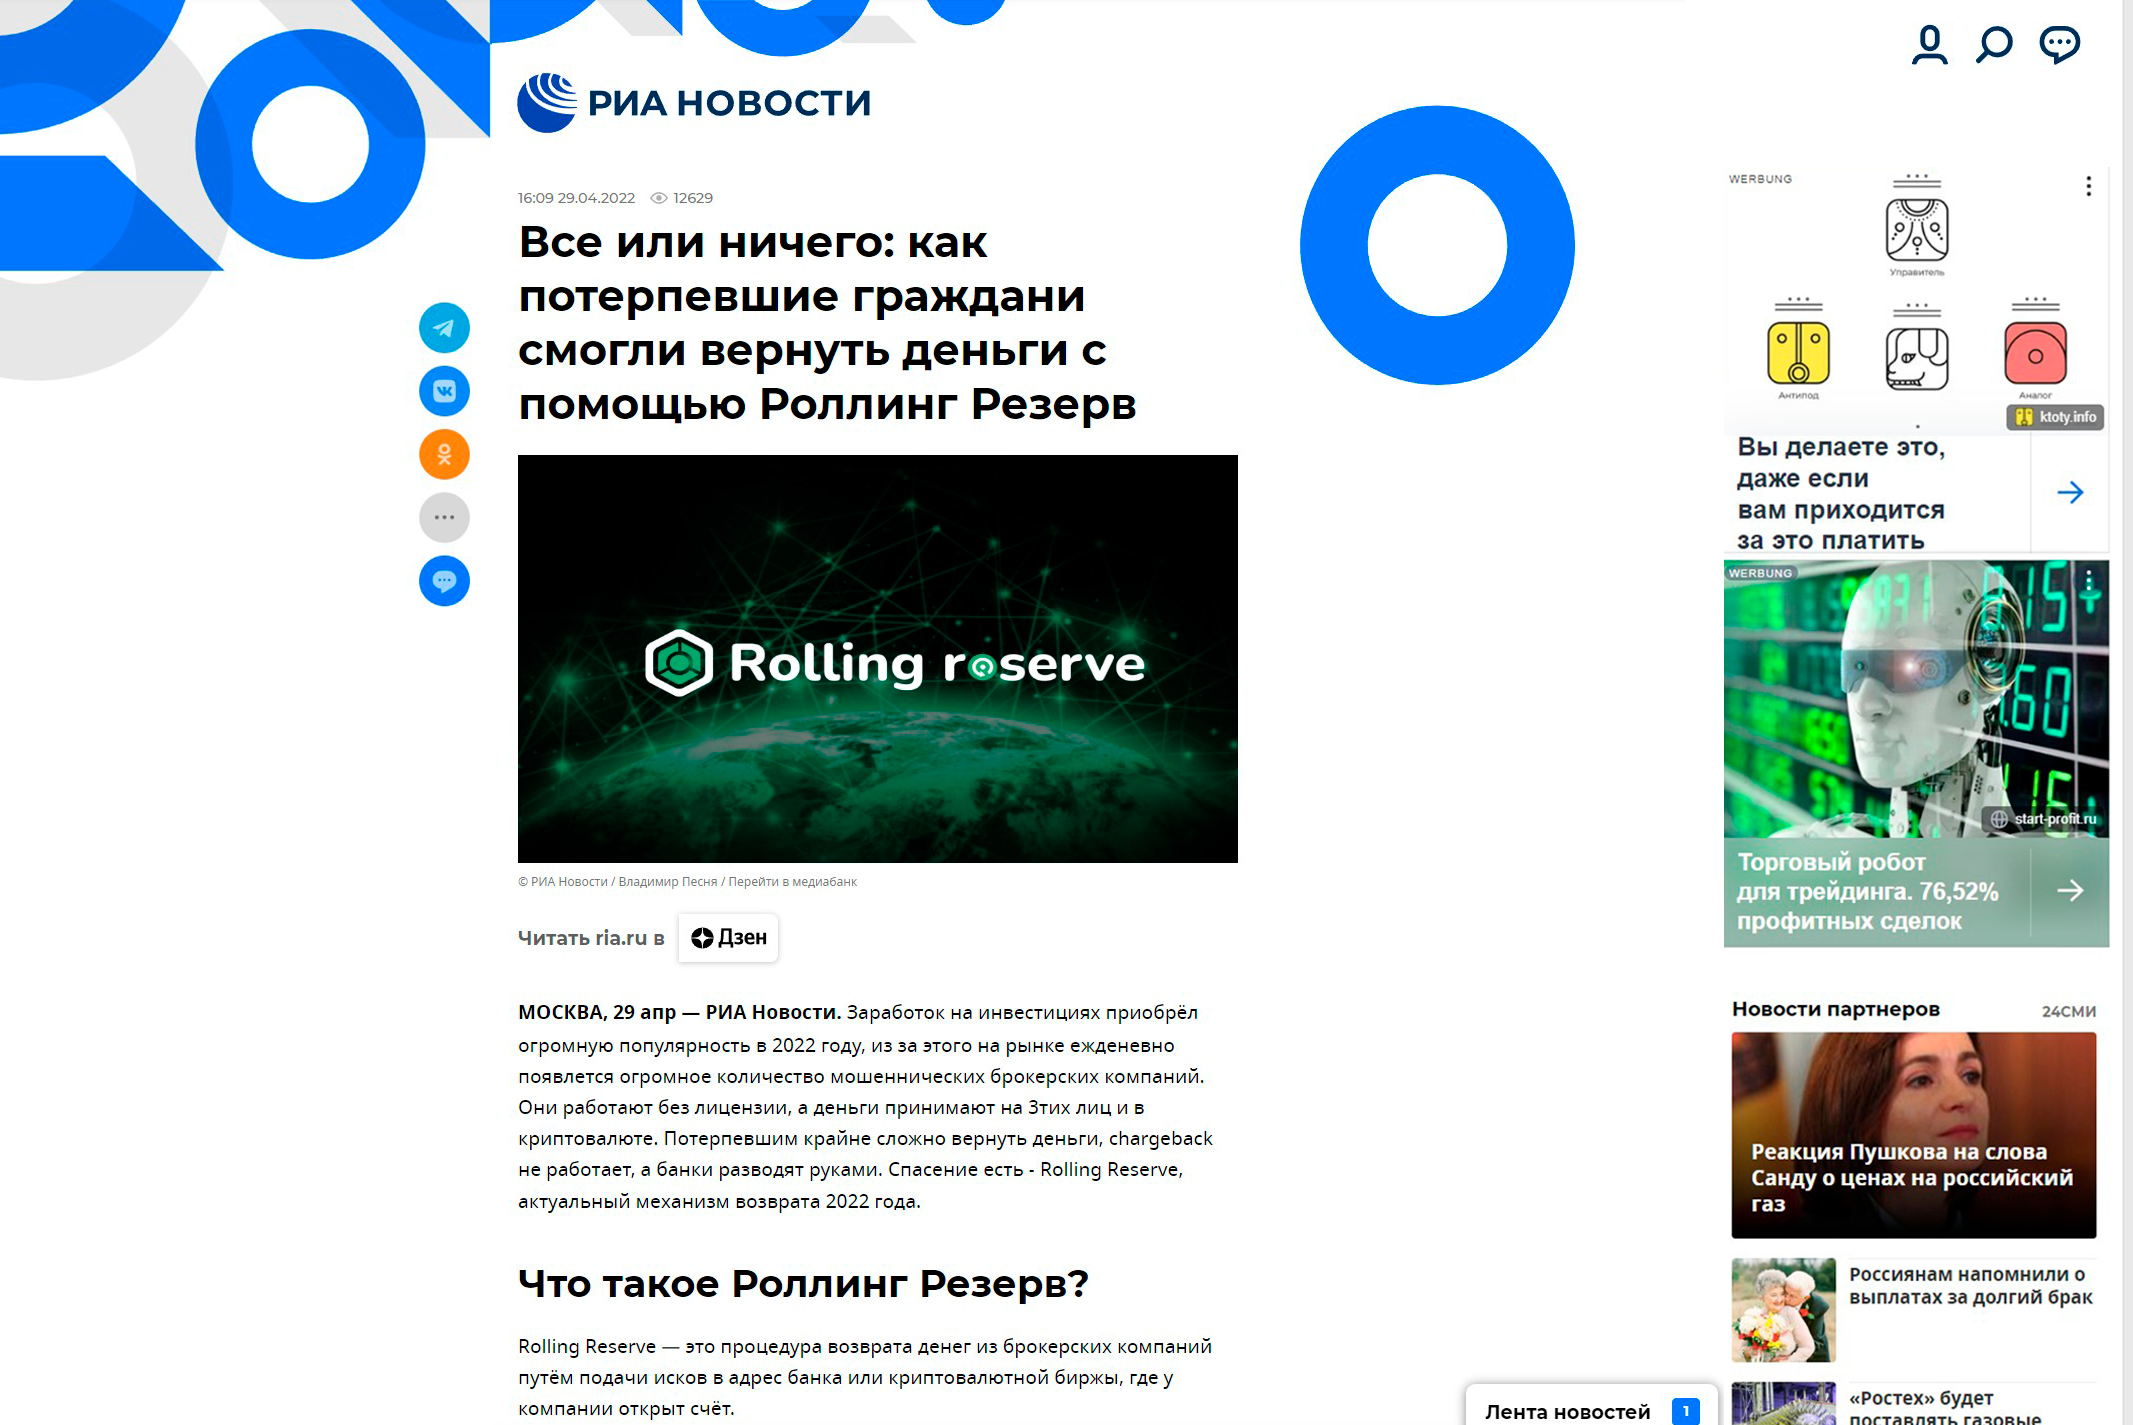 РИА НОВОСТИ
16:09 29.04.2022 12629
Все или ничего: как
потерпевшие граждани
смогли вернуть деньги с
помощью Роллинг Резерв
Rolling reserve
© РИА Новости / Владимир Песня / Перейти в медиабанк
Читать ria.ru в Дзен
МОСКВА, 29 апр — РИА Новости. Заработок на инвестициях приобрёл
огромную популярность в 2022 году, из за этого на рынке ежденевно
появлется огромное количество мошеннических брокерских компаний.
Они работают без лицензии, а деньги принимают на 3тих лиц и в
криптовалюте. Потерпевшим крайне сложно вернуть деньги, chargeback
не работает, а банки разводят руками. Спасение есть - Rolling Reserve,
актуальный механизм возврата 2022 года.
Что такое Роллинг Резерв?
Rolling Reserve — это процедура возврата денег из брокерских компаний
путём подачи исков в адрес банка или криптовалютной биржы, где у
компании открыт счёт.
WERBUNG
Управитель
Антипод
Аналог
ktoty.info
Вы делаете это,
даже если
вам приходится
за это платить
WERBUNG
start-profit.ru
Торговый робот
для трейдинга. 76,52%
профитных сделок
Новости партнеров 24СМИ
Реакция Пушкова на слова
Санду о ценах на российский
газ
Россиянам напомнили о
выплатах за долгий брак
«Ростех» будет
поставлять газовые
Лента новостей 1